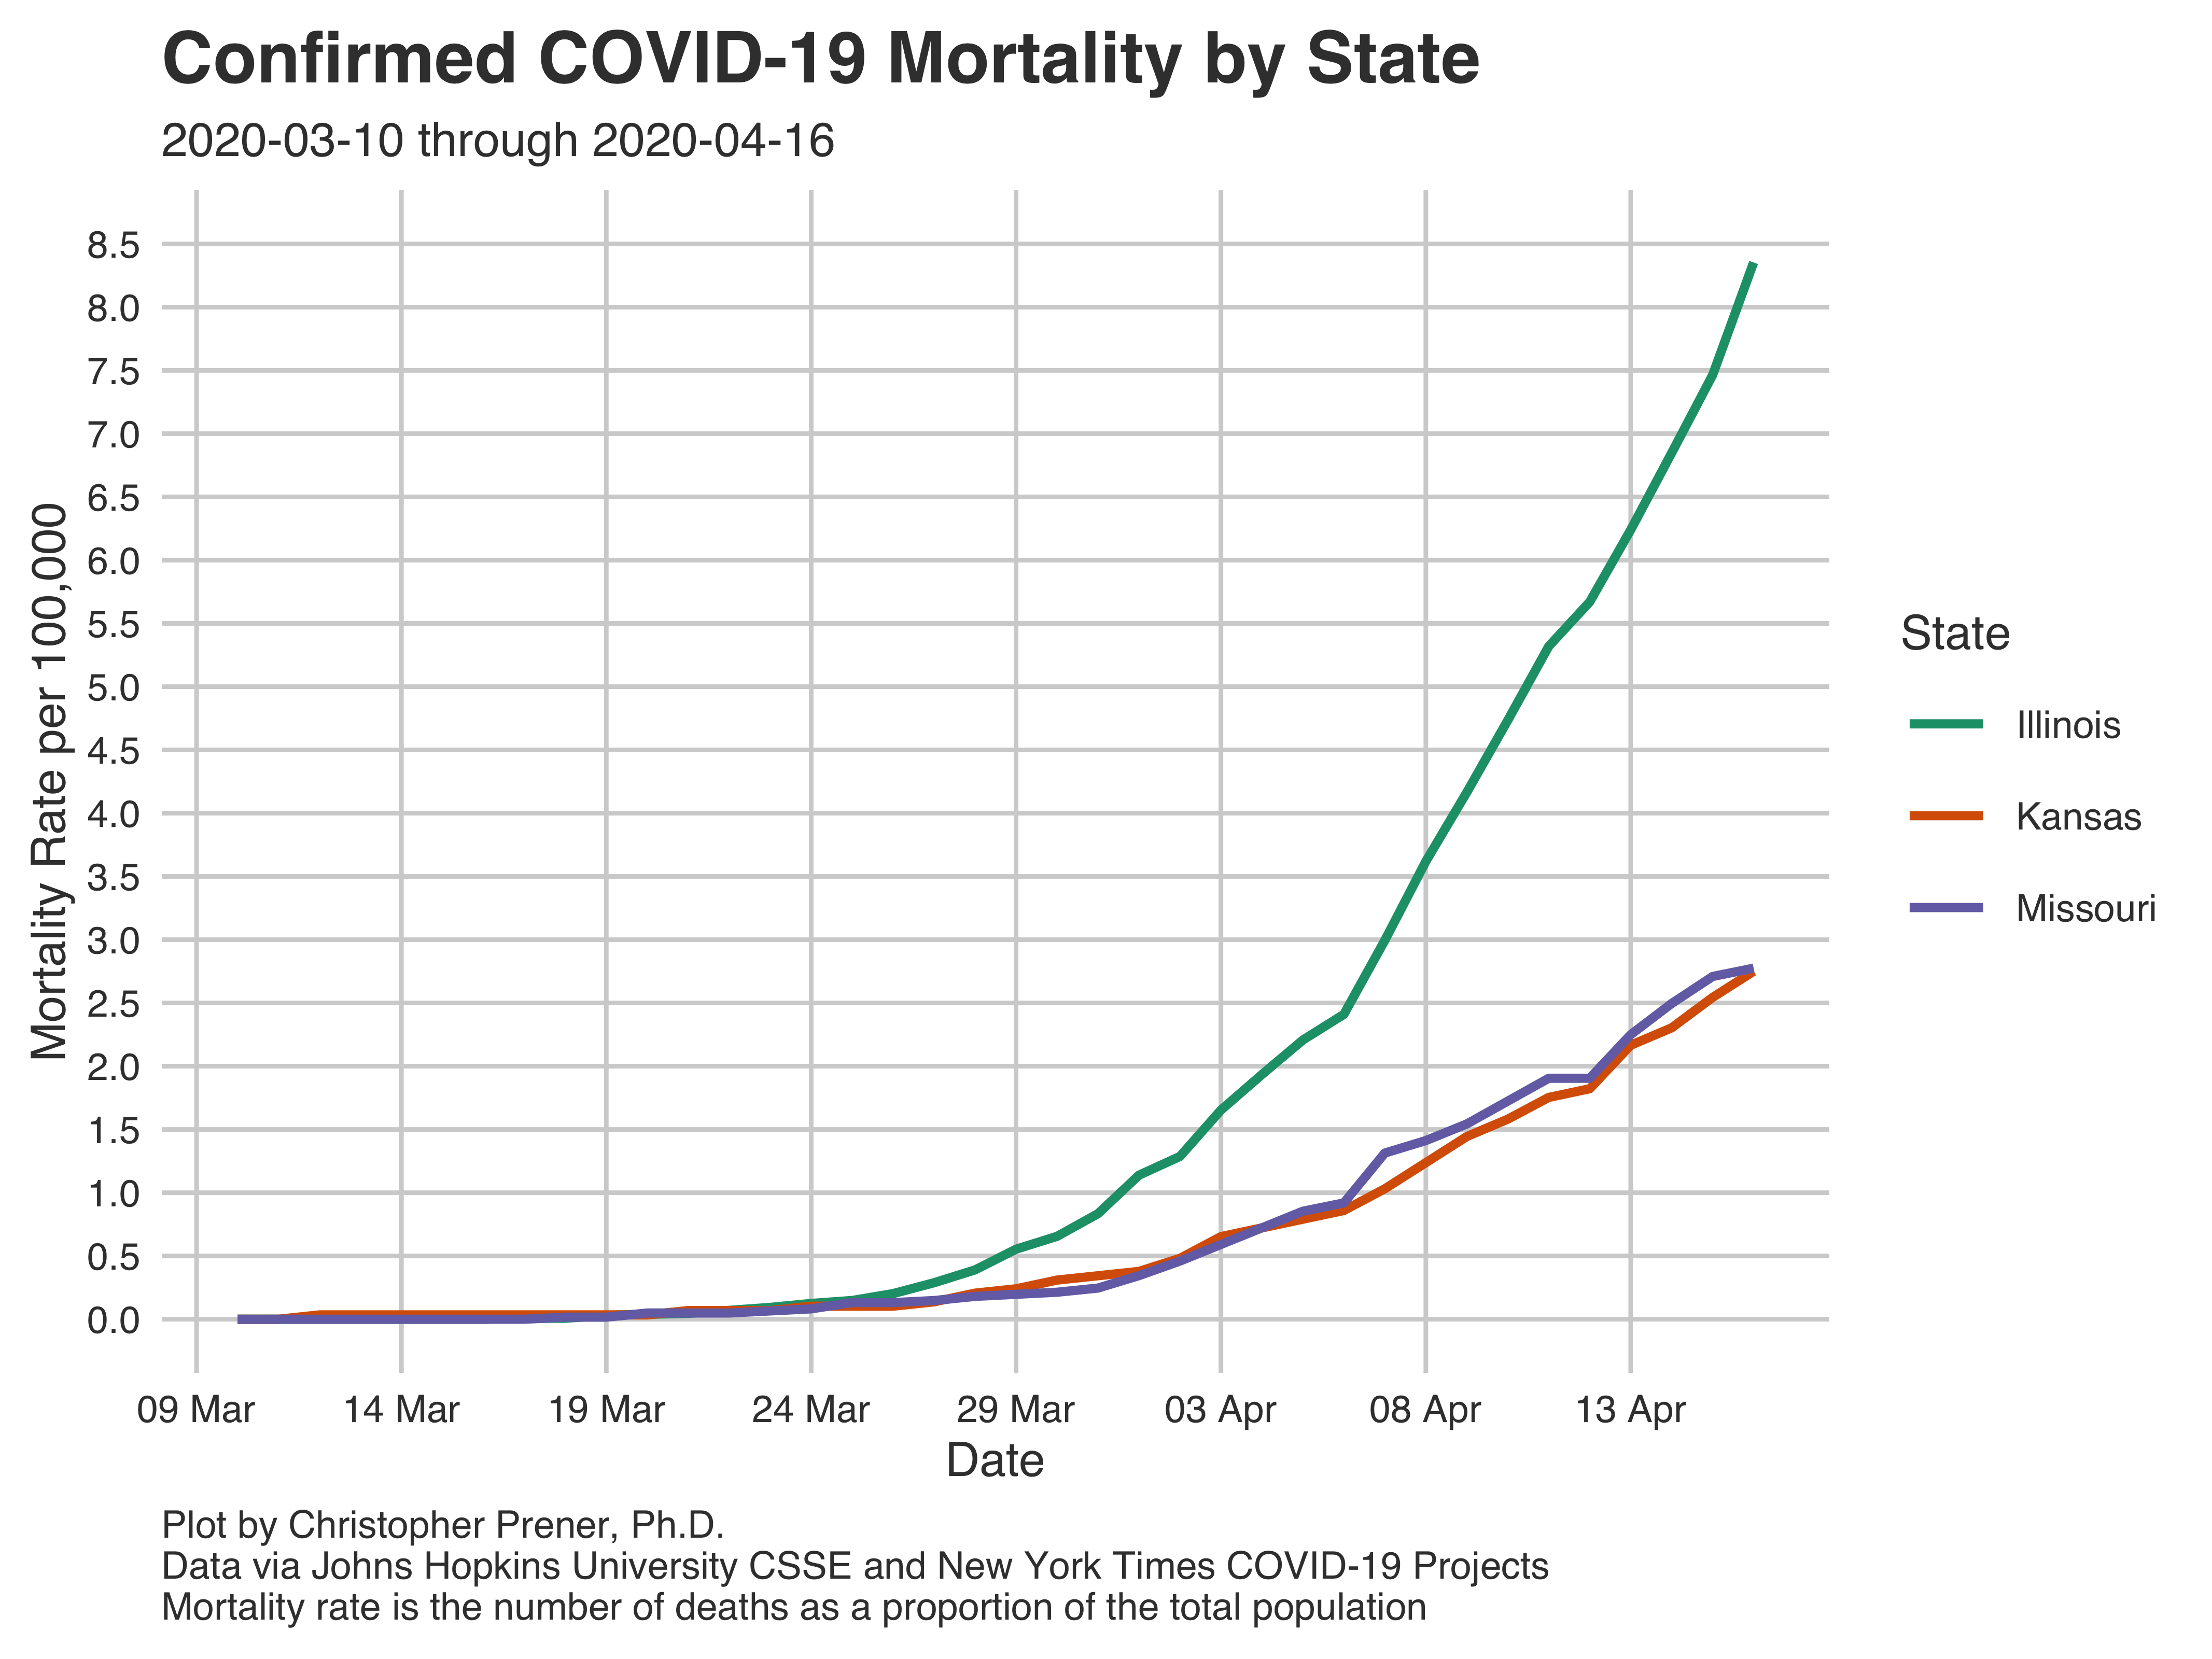 Confirmed COVID-19 Mortality by State
2020-03-10 through 2020-04-16
Mortality Rate per 100,000
8.5
8.0
7.5
7.0
6.5
6.0
5.5
5.0
4.5
4.0
3.5
3.0
2.5
2.0
1.5
1.0
0.5
0.0
09 Mar 14 Mar 19 Mar 24 Mar 29 Mar 03 Apr 08 Apr 13 Apr
Date
State
Illinois
Kansas
Missouri
Plot by Christopher Prener, Ph.D.
Data via Johns Hopkins University CSSE and New York Times COVID-19 Projects
Mortality rate is the number of deaths as a proportion of the total population